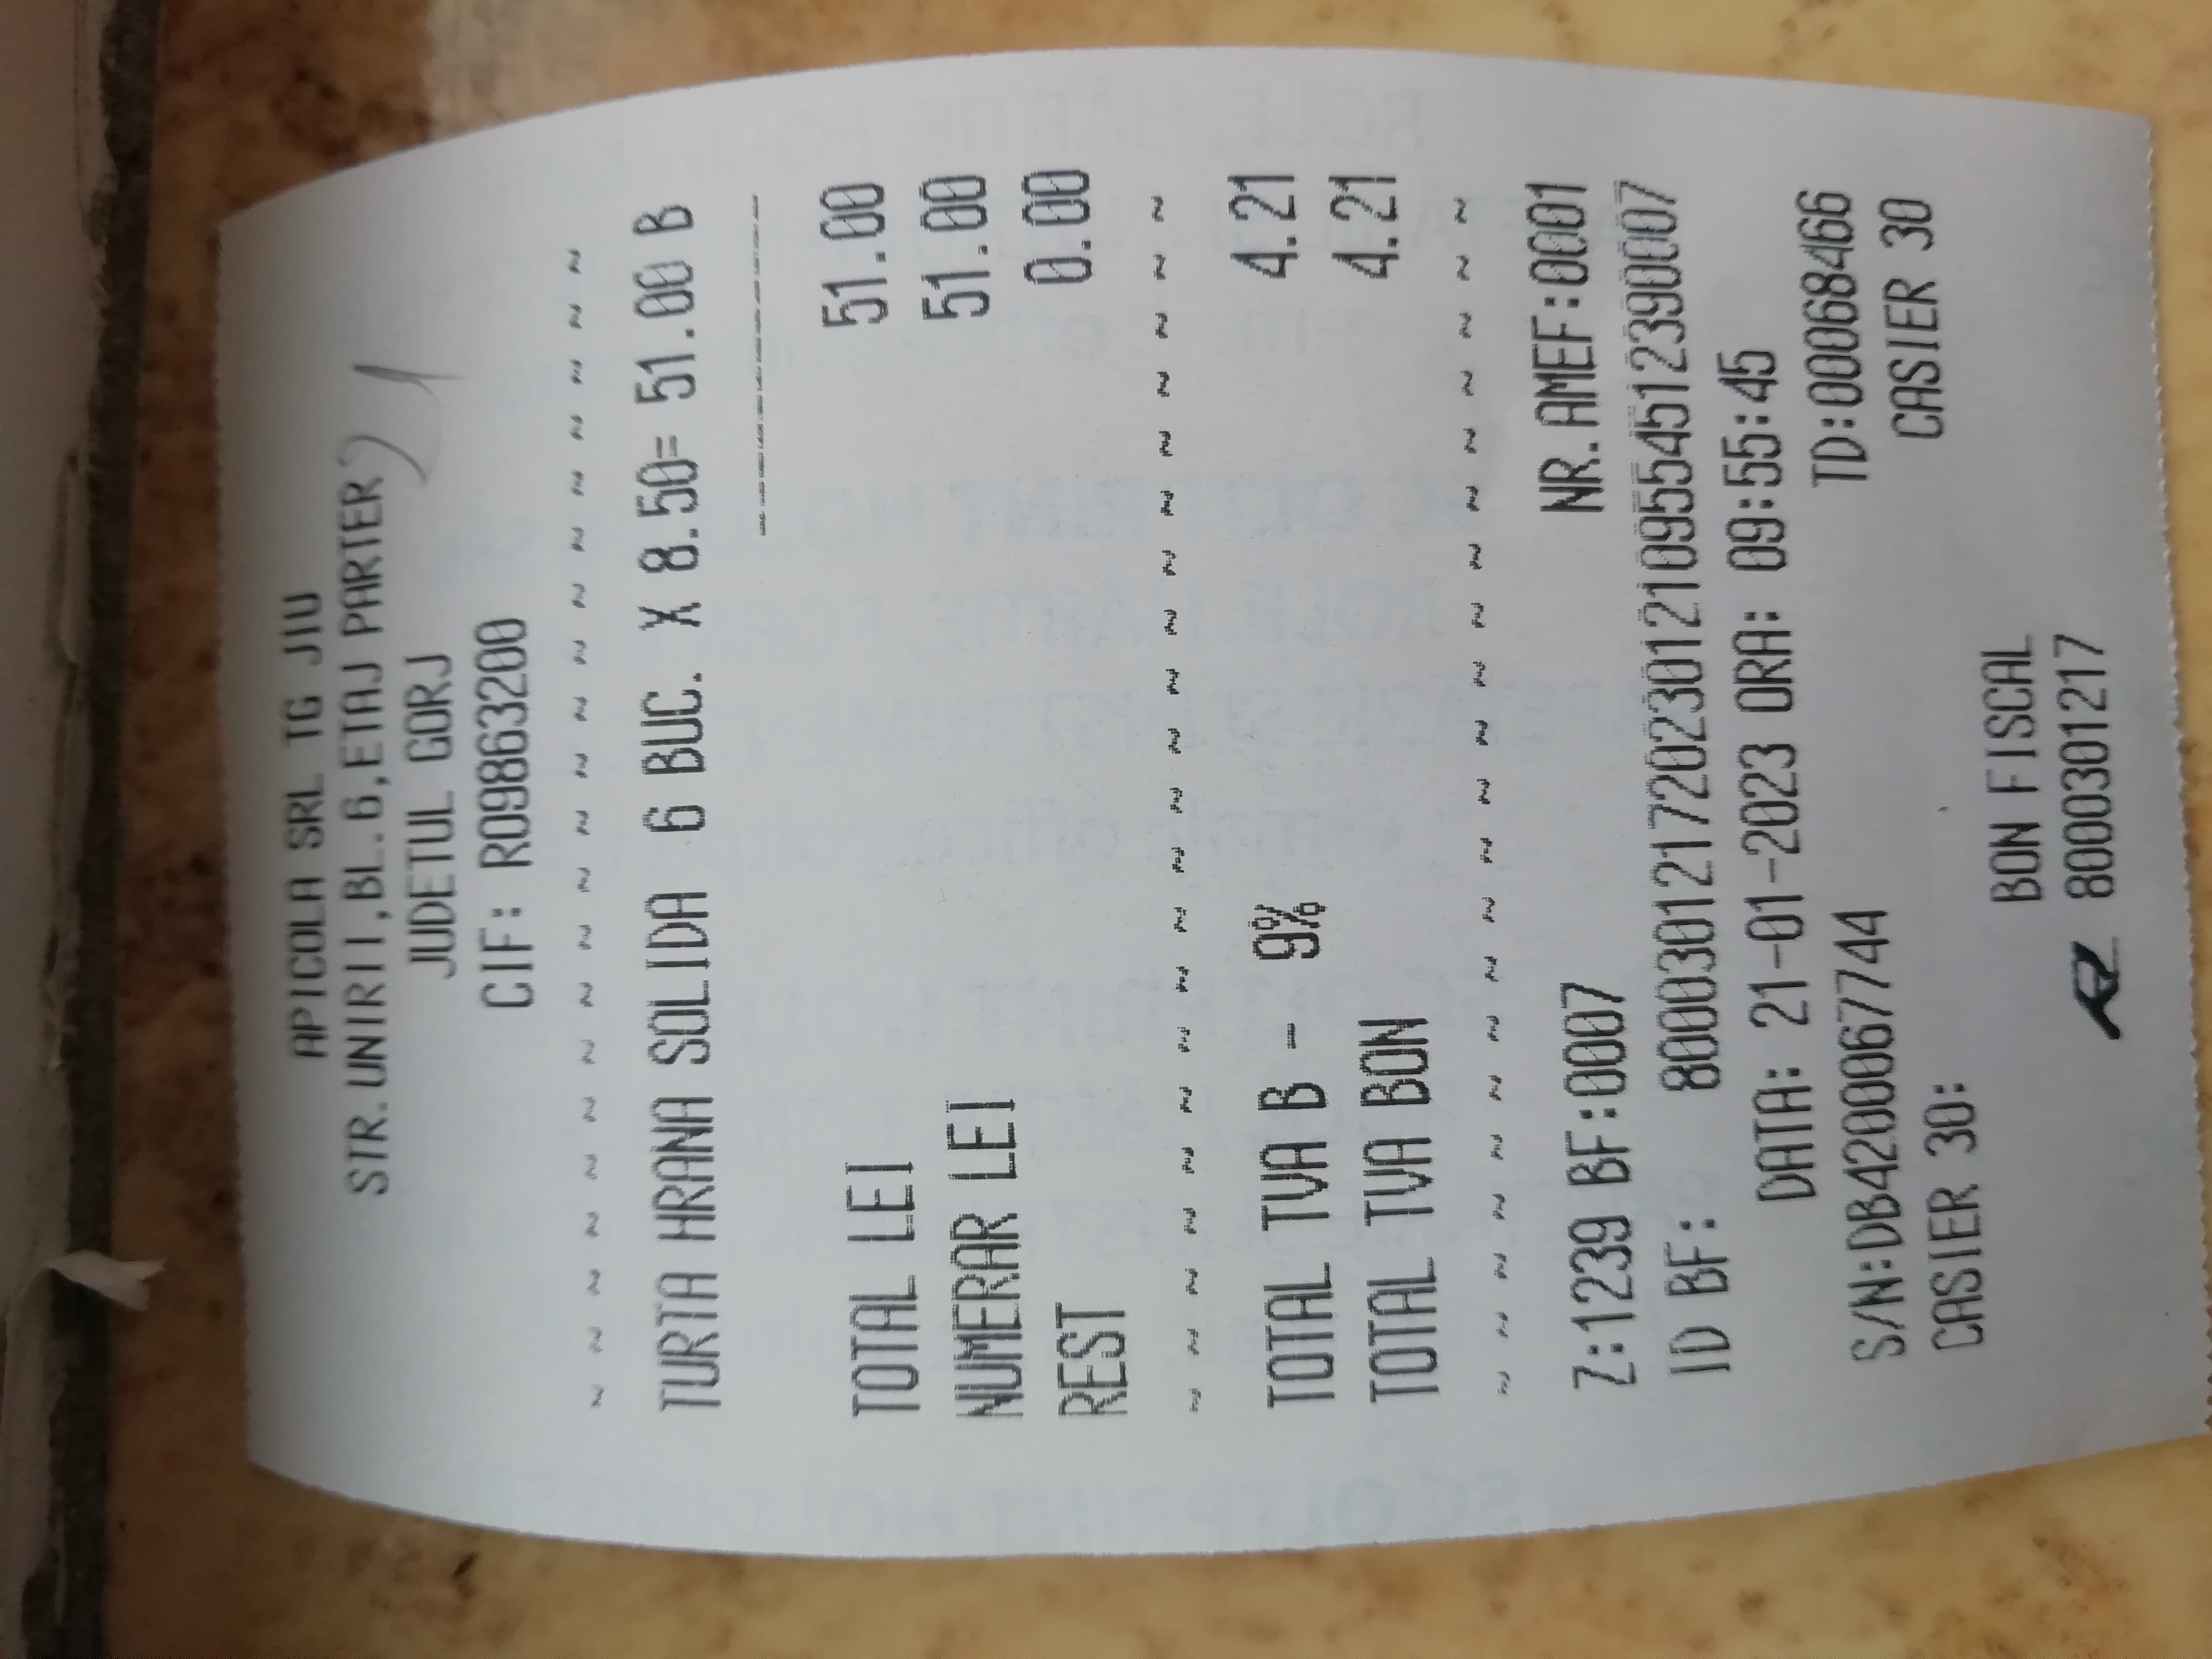 APICOLA SRL TG JIU
STR.UNIRII,BL.6,ETAJ PARTER
21
JUDETUL GORJ
CIF: RO9863200
~ ~ ~ ~ ~ ~ ~ ~ ~ ~ ~ ~ ~ ~ ~ ~ ~ ~ ~ ~ ~
TURTA HRANA SOLIDA 6 BUC. X 8.50= 51.00 B
TOTAL LEI 51.00
NUMERAR LEI 51.00
REST 0.00
~ ~ ~ ~ ~ ~ ~ ~ ~ ~ ~ ~ ~ ~ ~ ~ ~ ~ ~ ~ ~
TOTAL TVA B - 9% 4.21
TOTAL TVA BON 4.21
~ ~ ~ ~ ~ ~ ~ ~ ~ ~ ~ ~ ~ ~ ~ ~ ~ ~ ~ ~ ~
Z:1239 BF:0007 NR.AMEF:0001
ID BF: 80003012172023012109554512390007
DATA: 21-01-2023 ORA: 09:55:45
S/N:DB4200067744 TD:00068466
CASIER 30: CASIER 30
BON FISCAL
8000301217